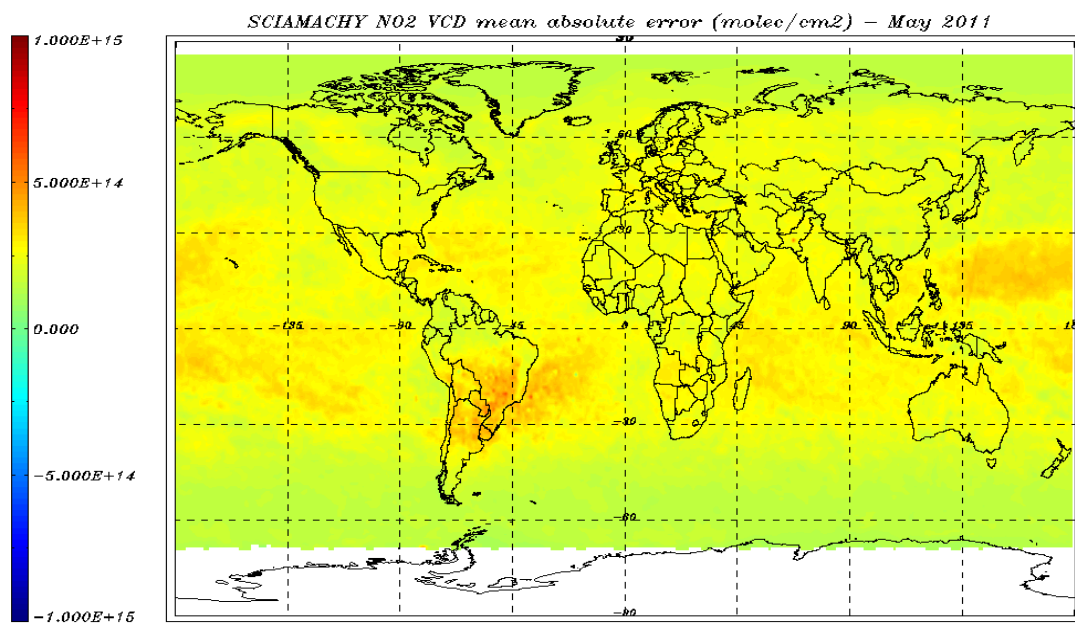 SCIAMACHY NO2 VCD mean absolute error (molec/cm2) – May 2011
1.000E+15
5.000E+14
0.000
-5.000E+14
-1.000E+15
60
-135
-90
-45
0
45
90
135
-30
-60